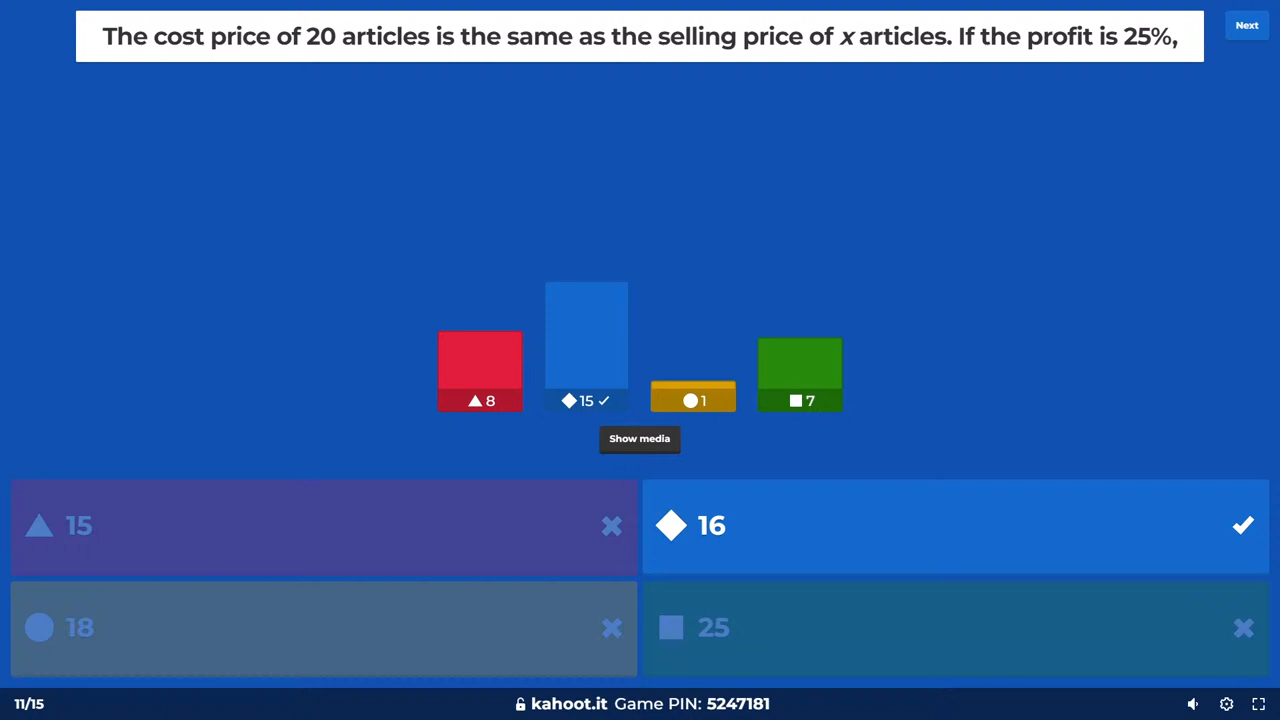 The cost price of 20 articles is the same as the selling price of x articles. If the profit is 25%,
Next
8
15
1
7
Show media
15
16
18
25
11/15
kahoot.it Game PIN: 5247181